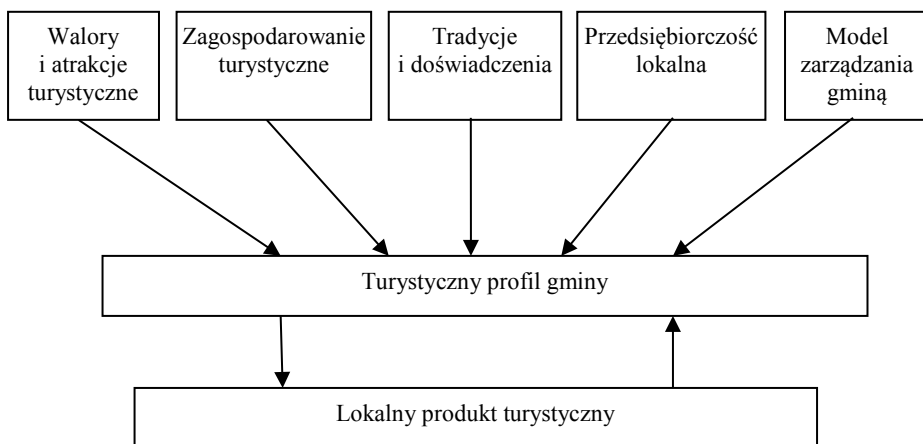 Walory
i atrakcje
turystyczne
Zagospodarowanie
turystyczne
Tradycje
i doświadczenia
Przedsiębiorczość
lokalna
Model
zarządzania
gminą
Turystyczny profil gminy
Lokalny produkt turystyczny